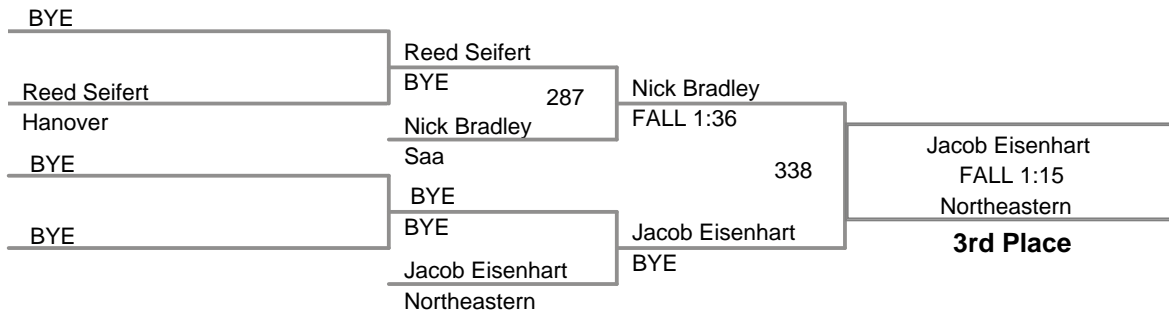 BYE
Reed Seifert
Hanover
BYE
BYE
Reed Seifert
BYE
287
Nick Bradley
Saa
BYE
BYE
Jacob Eisenhart
Northeastern
Nick Bradley
FALL 1:36
338
Jacob Eisenhart
BYE
Jacob Eisenhart
FALL 1:15
Northeastern
3rd Place